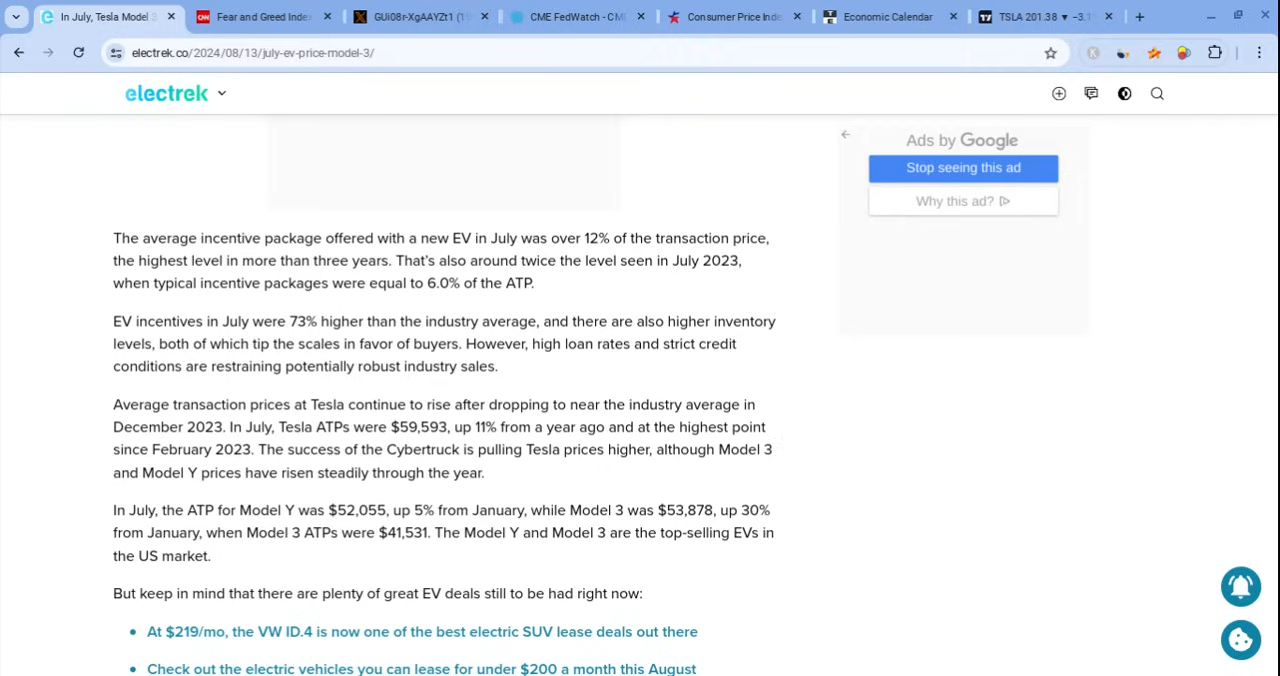 In July, Tesla Model 3
Fear and Greed Inde
GUi08r-XgAAYZt1 (1
CME FedWatch - CM
Consumer Price Inde
Economic Calendar
TSLA 201.38 ▼ −3.1
electrek.co/2024/08/13/july-ev-price-model-3/
electrek
Ads by Google
Stop seeing this ad
Why this ad?
The average incentive package offered with a new EV in July was over 12% of the transaction price,
the highest level in more than three years. That’s also around twice the level seen in July 2023,
when typical incentive packages were equal to 6.0% of the ATP.
EV incentives in July were 73% higher than the industry average, and there are also higher inventory
levels, both of which tip the scales in favor of buyers. However, high loan rates and strict credit
conditions are restraining potentially robust industry sales.
Average transaction prices at Tesla continue to rise after dropping to near the industry average in
December 2023. In July, Tesla ATPs were $59,593, up 11% from a year ago and at the highest point
since February 2023. The success of the Cybertruck is pulling Tesla prices higher, although Model 3
and Model Y prices have risen steadily through the year.
In July, the ATP for Model Y was $52,055, up 5% from January, while Model 3 was $53,878, up 30%
from January, when Model 3 ATPs were $41,531. The Model Y and Model 3 are the top-selling EVs in
the US market.
But keep in mind that there are plenty of great EV deals still to be had right now:
• At $219/mo, the VW ID.4 is now one of the best electric SUV lease deals out there
• Check out the electric vehicles you can lease for under $200 a month this August